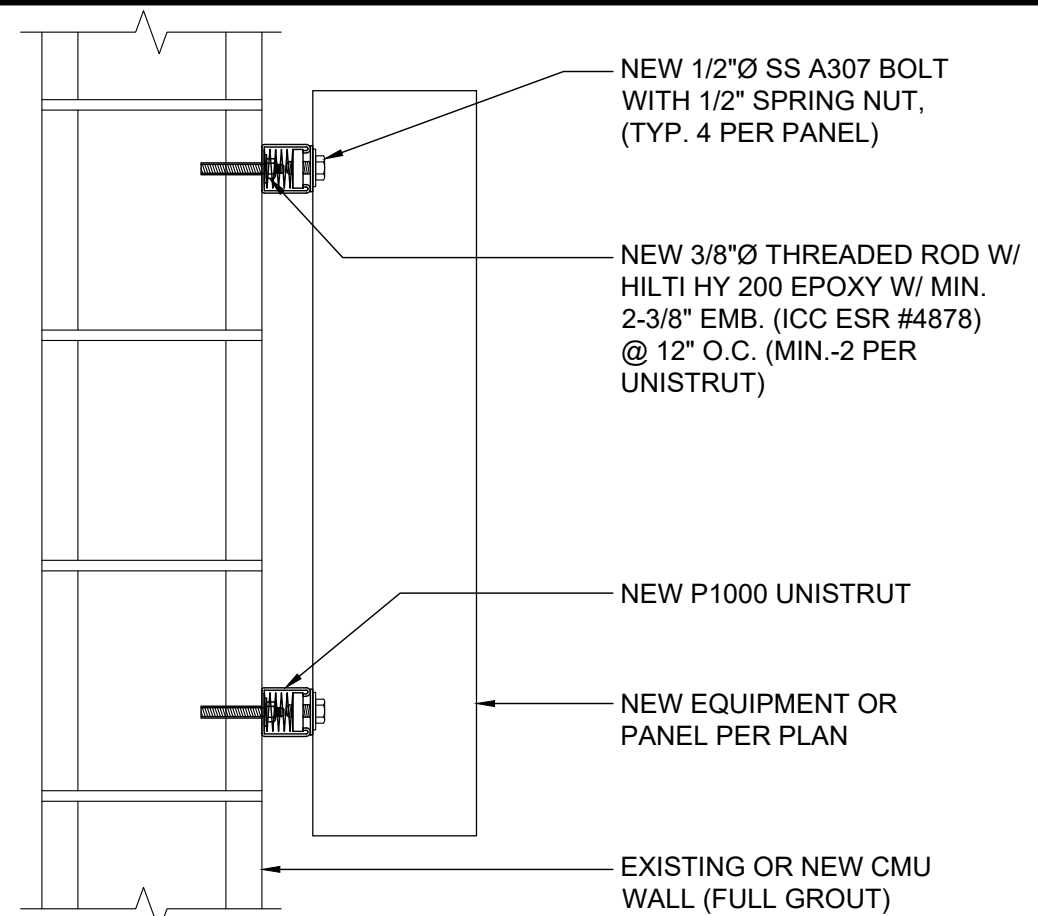 NEW 1/2"Ø SS A307 BOLT
WITH 1/2" SPRING NUT,
(TYP. 4 PER PANEL)
NEW 3/8"Ø THREADED ROD W/
HILTI HY 200 EPOXY W/ MIN.
2-3/8" EMB. (ICC ESR #4878)
@ 12" O.C. (MIN.-2 PER
UNISTRUT)
NEW P1000 UNISTRUT
NEW EQUIPMENT OR
PANEL PER PLAN
EXISTING OR NEW CMU
WALL (FULL GROUT)